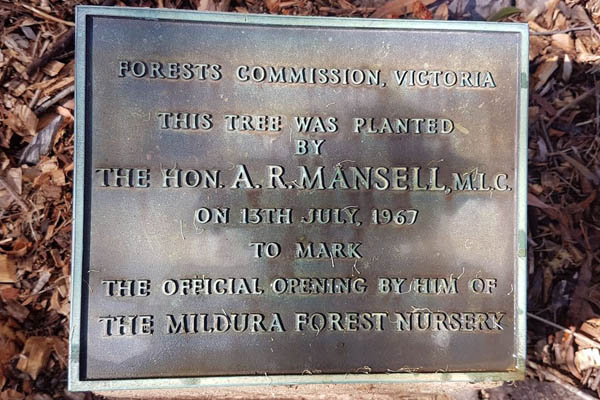 FORESTS COMMISSION, VICTORIA
THIS TREE WAS PLANTED
BY
THE HON. A. R. MANSELL, M.L.C.
ON 13TH JULY, 1967
TO MARK
THE OFFICIAL OPENING BY HIM OF
THE MILDURA FOREST NURSERY